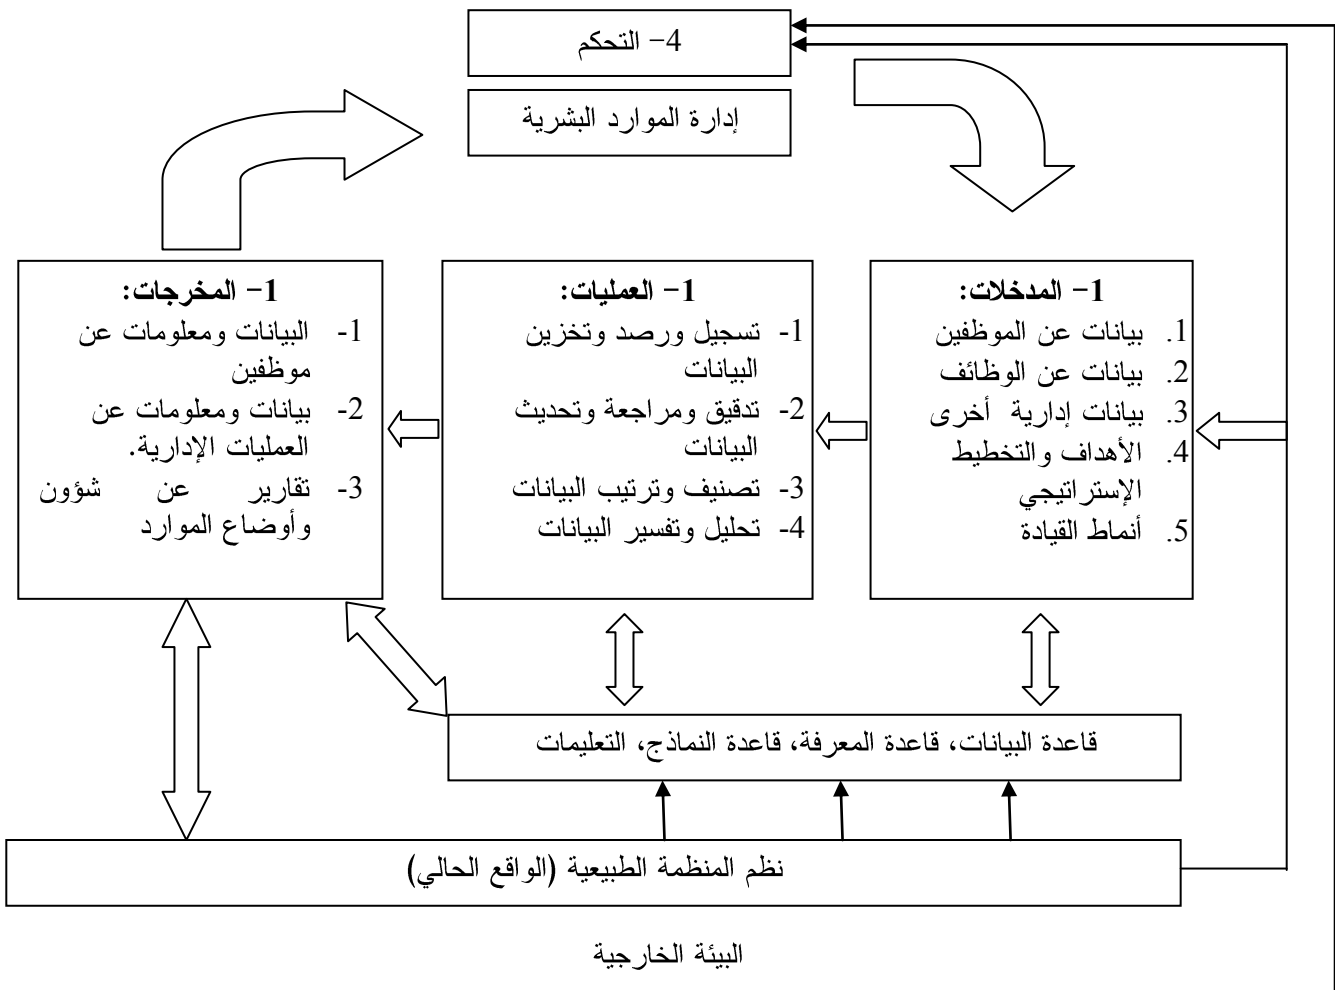 4- التحكم
إدارة الموارد البشرية
1- المدخلات:
1. بيانات عن الموظفين
2. بيانات عن الوظائف
3. بيانات إدارية أخرى
4. الأهداف والتخطيط
الإستراتيجي
5. أنماط القيادة
1- العمليات:
1- تسجيل ورصد وتخزين
البيانات
2- تدقيق ومراجعة وتحديث
البيانات
3- تصنيف وترتيب البيانات
4- تحليل وتفسير البيانات
1- المخرجات:
1- البيانات ومعلومات عن
موظفين
2- بيانات ومعلومات عن
العمليات الإدارية.
3- تقارير عن شؤون
وأوضاع الموارد
قاعدة البيانات، قاعدة المعرفة، قاعدة النماذج، التعليمات
نظم المنظمة الطبيعية (الواقع الحالي)
البيئة الخارجية